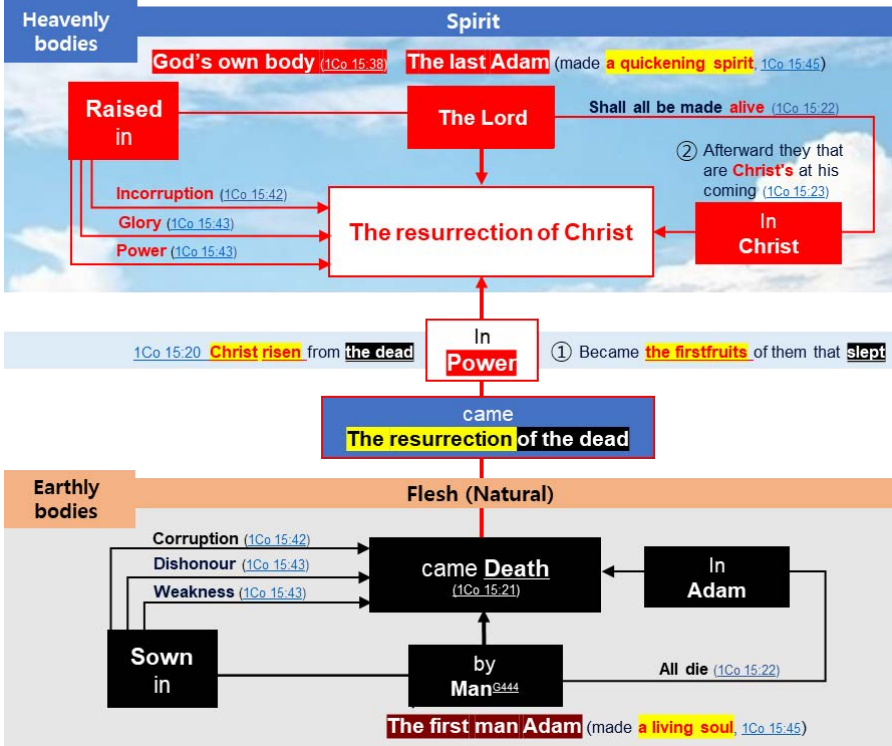 Heavenly
bodies
Spirit
God's own body (1Co 15:38)
The last Adam (made a quickening spirit, 1Co 15:45)
Raised
in
The Lord
Shall all be made alive (1Co 15:22)
② Afterward they that
are Christ's at his
coming (1Co 15:23)
Incorruption (1Co 15:42)
Glory (1Co 15:43)
Power (1Co 15:43)
The resurrection of Christ
In
Christ
1Co 15:20 Christ risen from the dead
In
Power
① Became the firstfruits of them that slept
came
The resurrection of the dead
Earthly
bodies
Flesh (Natural)
Corruption (1Co 15:42)
Dishonour (1Co 15:43)
Weakness (1Co 15:43)
came Death
(1Co 15:21)
In
Adam
Sown
in
by
Man G444
All die (1Co 15:22)
The first man Adam (made a living soul, 1Co 15:45)